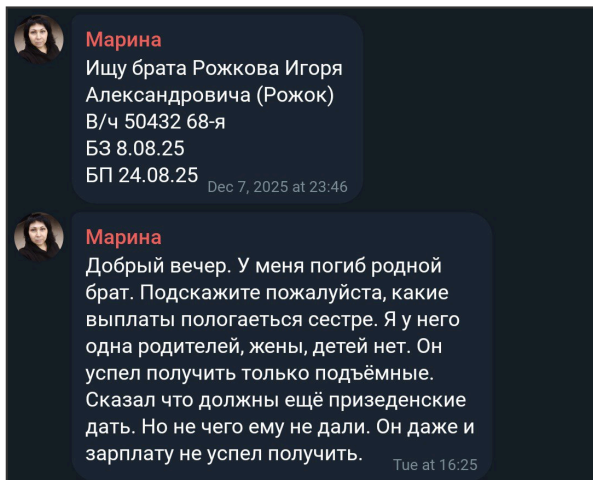 Марина
Ищу брата Рожкова Игоря
Александровича (Рожок)
В/ч 50432 68-я
БЗ 8.08.25
БП 24.08.25 Dec 7, 2025 at 23:46
Марина
Добрый вечер. У меня погиб родной
брат. Подскажите пожалуйста, какие
выплаты пологаеться сестре. Я у него
одна родителей, жены, детей нет. Он
успел получить только подъёмные.
Сказал что должны ещё призеденские
дать. Но не чего ему не дали. Он даже и
зарплату не успел получить. Tue at 16:25